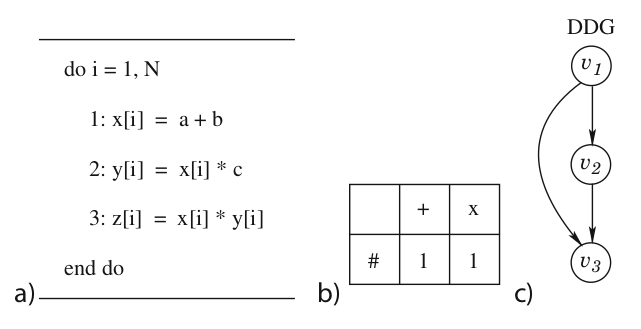 DDG
do i = 1, N
1: x[i] = a + b
2: y[i] = x[i] * c
3: z[i] = x[i] * y[i]
end do
a)
+ x
# 1 1
b)
v1
v2
v3
c)